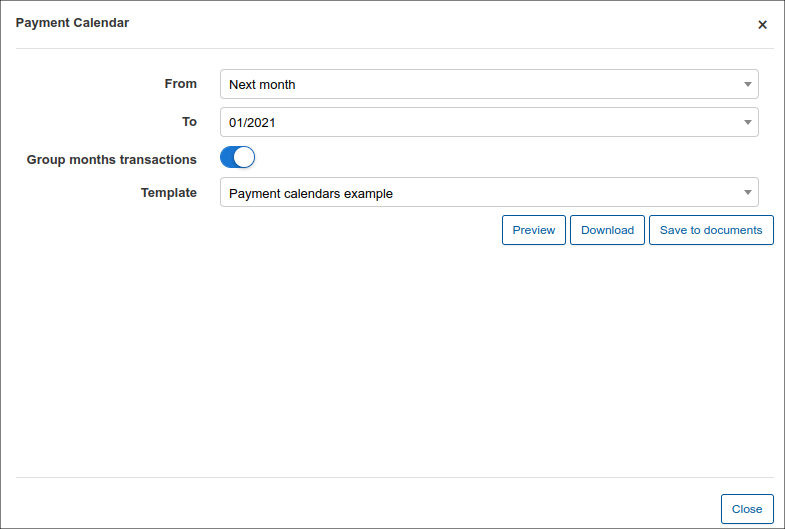 Payment Calendar
×
From Next month
To 01/2021
Group months transactions
Template Payment calendars example
Preview Download Save to documents
Close